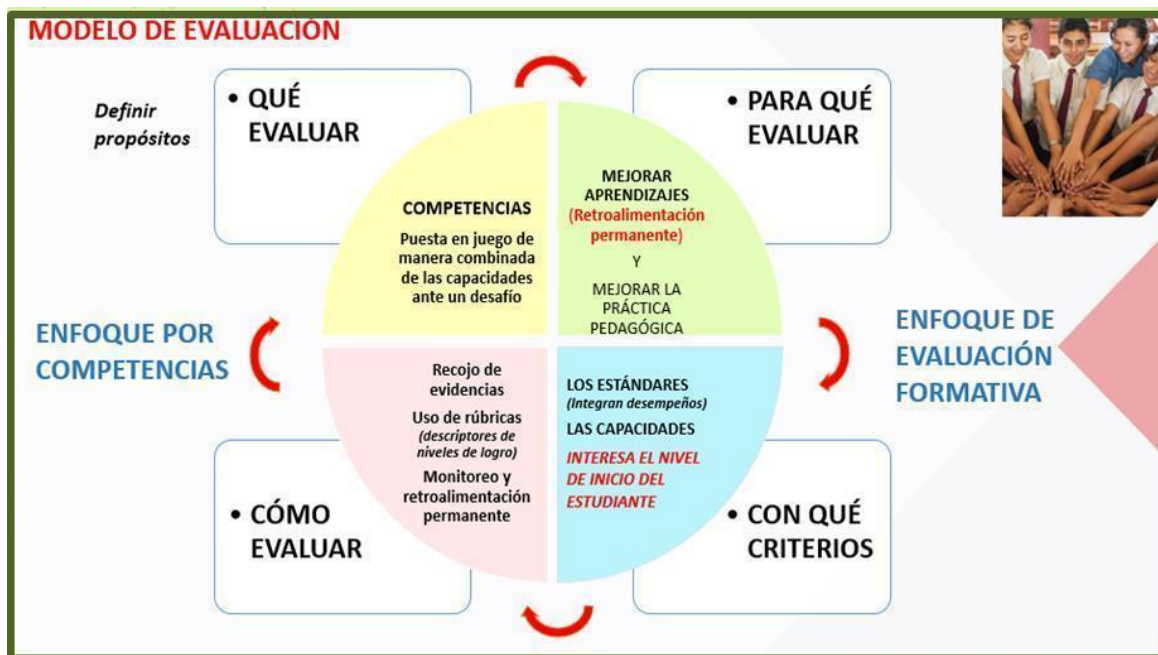 MODELO DE EVALUACIÓN
Definir
propósitos
• QUÉ
EVALUAR
• PARA QUÉ
EVALUAR
COMPETENCIAS
Puesta en juego de
manera combinada
de las capacidades
ante un desafío
MEJORAR
APRENDIZAJES
(Retroalimentación
permanente)
Y
MEJORAR LA
PRÁCTICA
PEDAGÓGICA
ENFOQUE POR
COMPETENCIAS
ENFOQUE DE
EVALUACIÓN
FORMATIVA
Recojo de
evidencias
Uso de rúbricas
(descriptores de
niveles de logro)
Monitoreo y
retroalimentación
permanente
LOS ESTÁNDARES
(Integran desempeños)
LAS CAPACIDADES
INTERESA EL NIVEL
DE INICIO DEL
ESTUDIANTE
• CÓMO
EVALUAR
• CON QUÉ
CRITERIOS